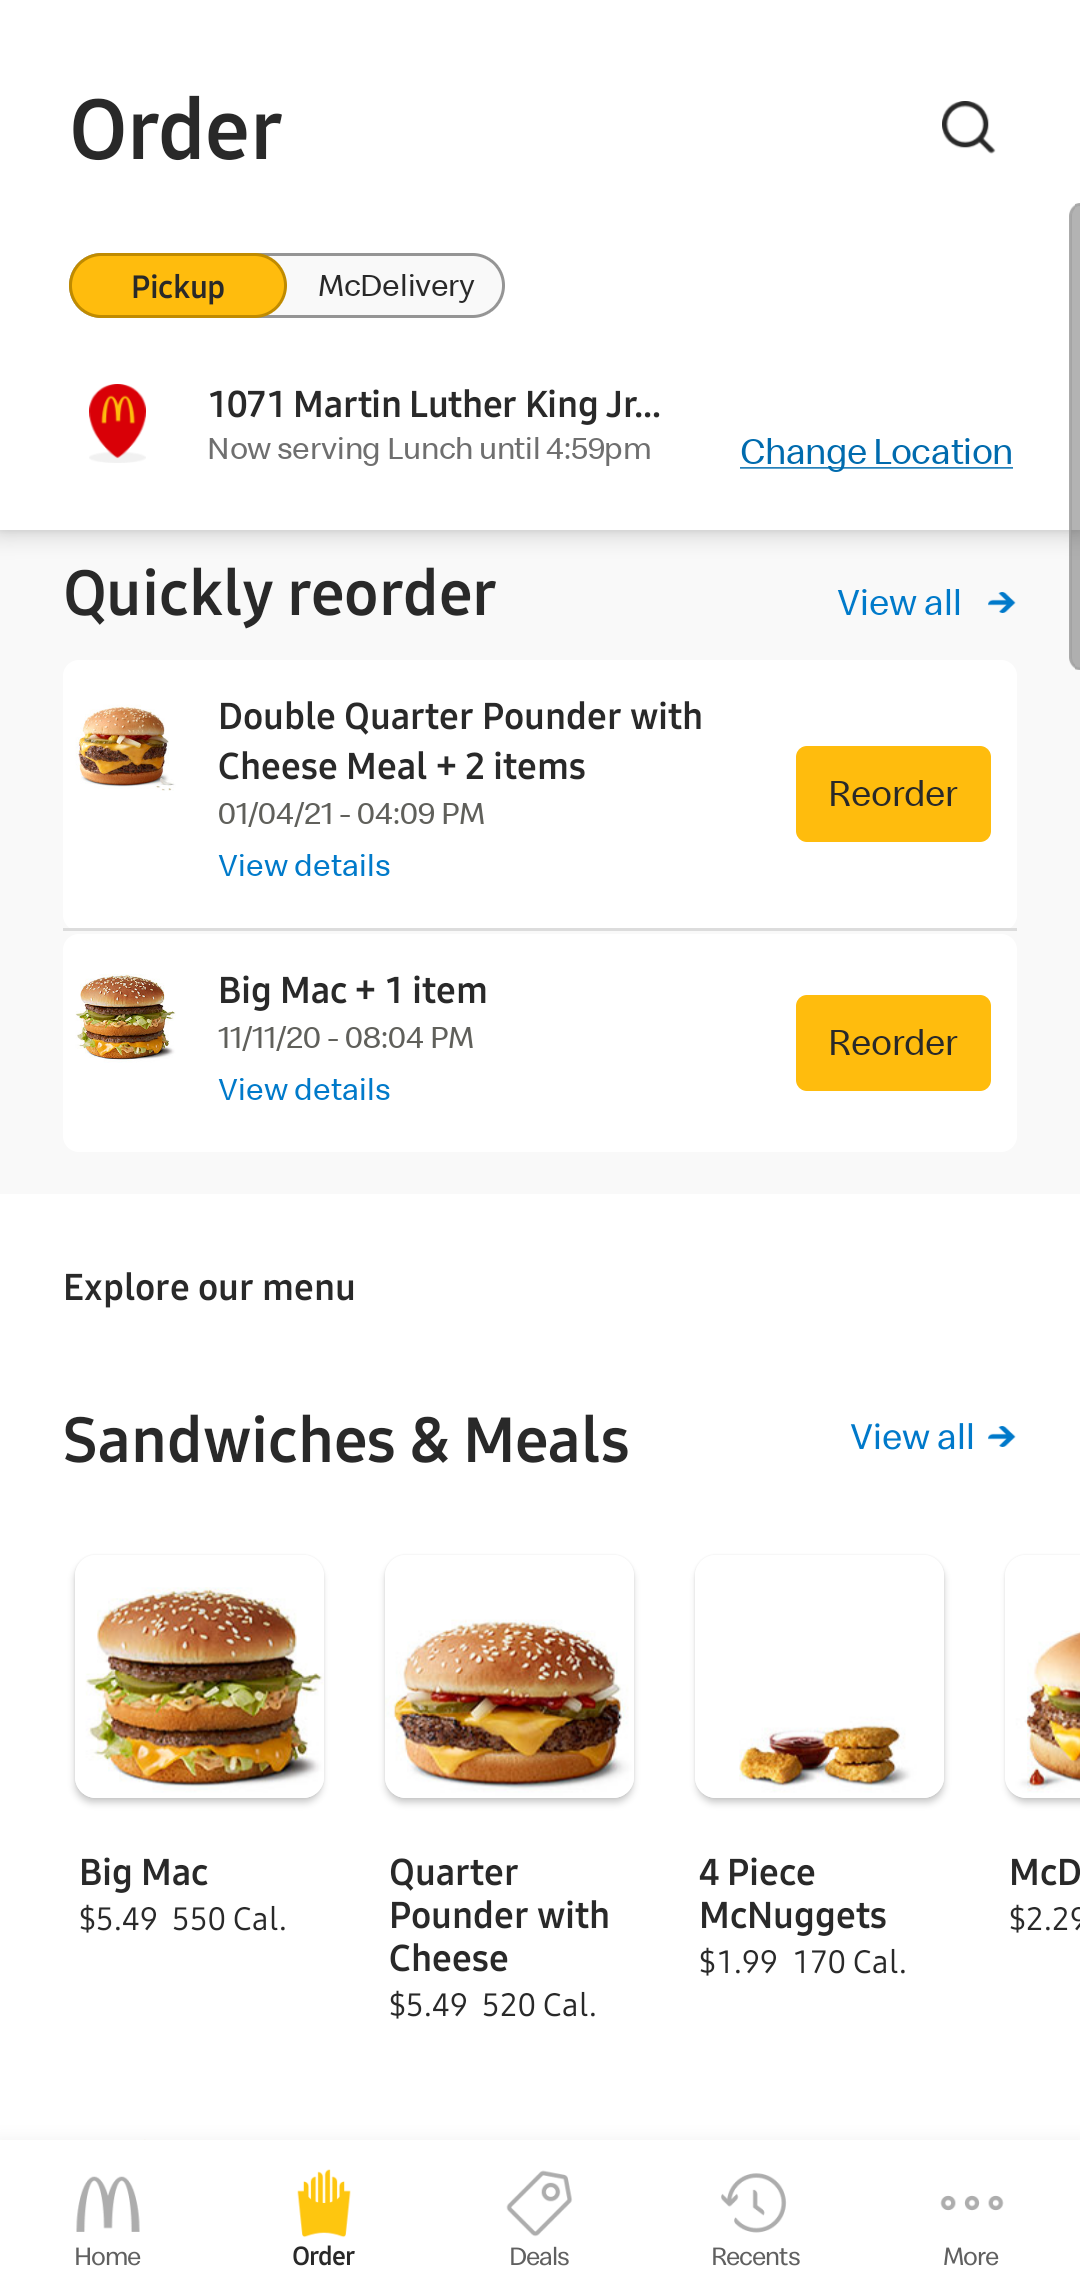 Order
Pickup
McDelivery
1071 Martin Luther King Jr...
Now serving Lunch until 4:59pm
Change Location
Quickly reorder
View all
Double Quarter Pounder with
Cheese Meal + 2 items
01/04/21 - 04:09 PM
View details
Reorder
Big Mac + 1 item
11/11/20 - 08:04 PM
View details
Reorder
Explore our menu
Sandwiches & Meals
View all
Big Mac
$5.49 550 Cal.
Quarter
Pounder with
Cheese
$5.49 520 Cal.
4 Piece
McNuggets
$1.99 170 Cal.
McD
$2.29
Home
Order
Deals
Recents
More